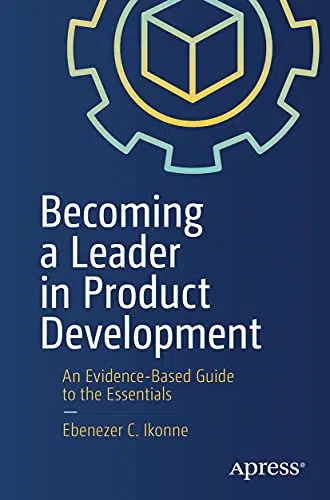 Becoming
a Leader
in Product
Development
An Evidence-Based Guide
to the Essentials
Ebenezer C. Ikonne
Apress®